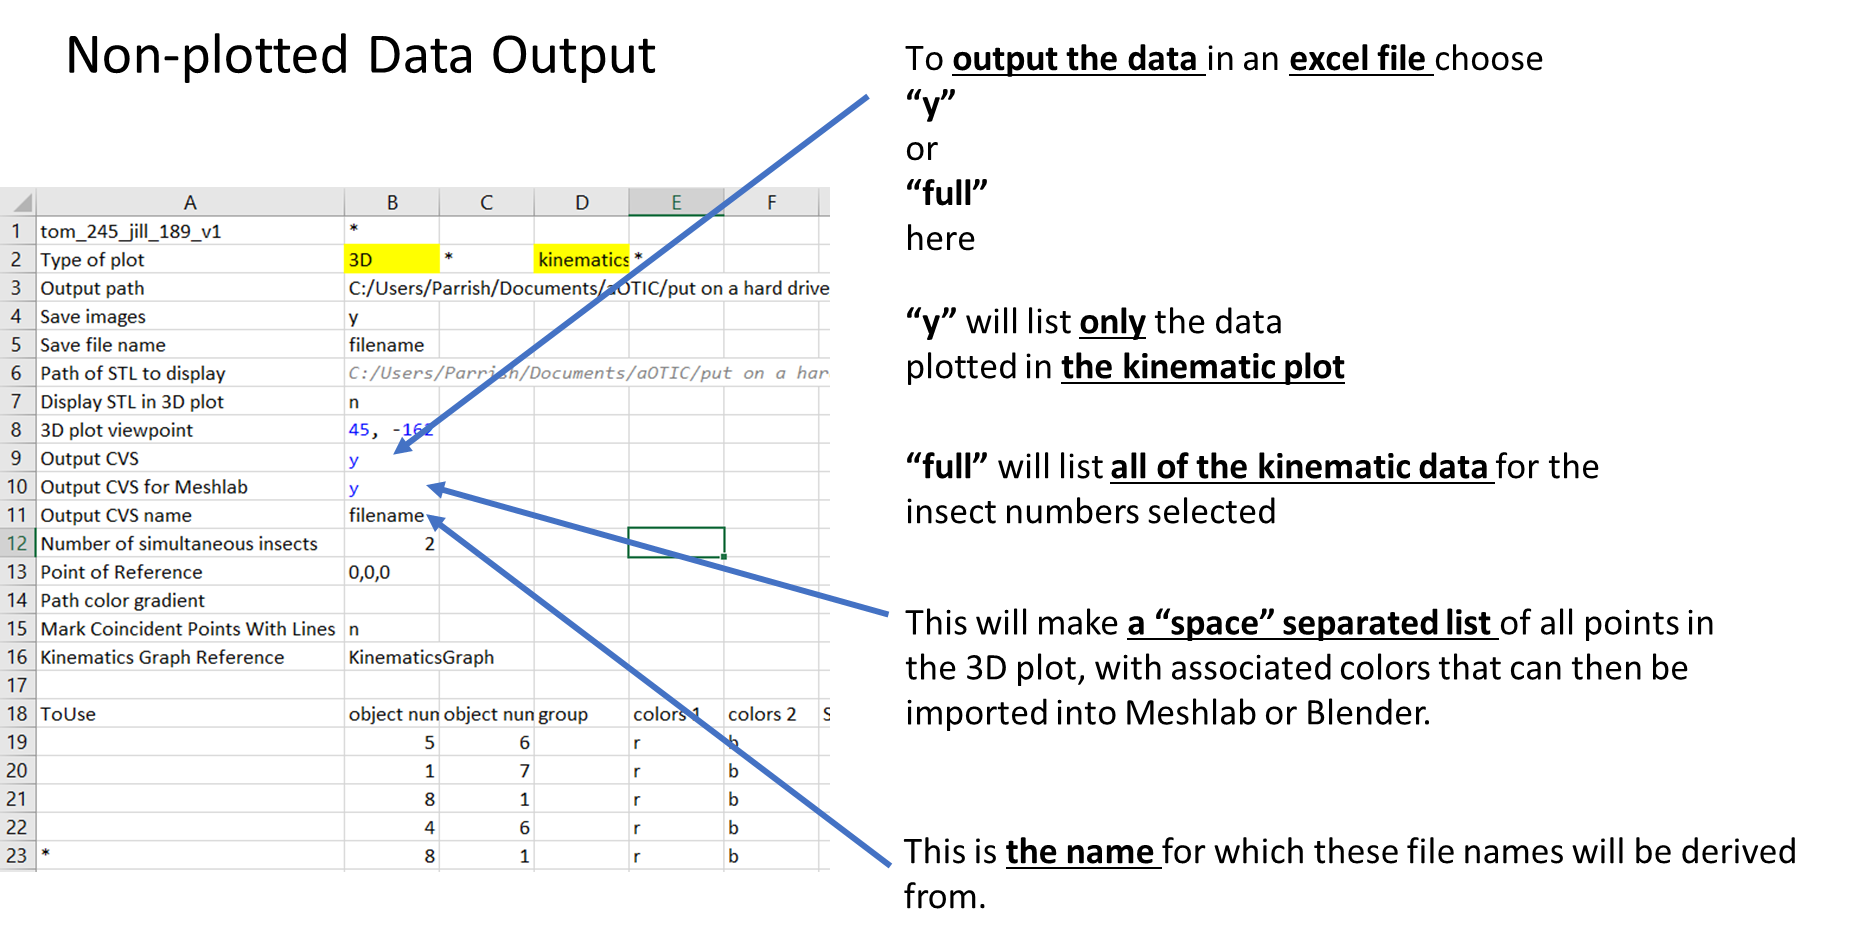 Non-plotted Data Output
To output the data in an excel file choose
“y”
or
“full”
here
“y” will list only the data
plotted in the kinematic plot
“full” will list all of the kinematic data for the
insect numbers selected
This will make a “space” separated list of all points in
the 3D plot, with associated colors that can then be
imported into Meshlab or Blender.
This is the name for which these file names will be derived
from.
A B C D E F
1 tom_245_jill_189_v1 *
2 Type of plot 3D * kinematics *
3 Output path C:/Users/Parrish/Documents/aOTIC/put on a hard drive
4 Save images y
5 Save file name filename
6 Path of STL to display C:/Users/Parrish/Documents/aOTIC/put on a har
7 Display STL in 3D plot n
8 3D plot viewpoint 45, -162
9 Output CVS y
10 Output CVS for Meshlab y
11 Output CVS name filename
12 Number of simultaneous insects 2
13 Point of Reference 0,0,0
14 Path color gradient
15 Mark Coincident Points With Lines n
16 Kinematics Graph Reference KinematicsGraph
17
18 ToUse object num object num group colors 1 colors 2 S
19 5 6 r b
20 1 7 r b
21 8 1 r b
22 4 6 r b
23 * 8 1 r b